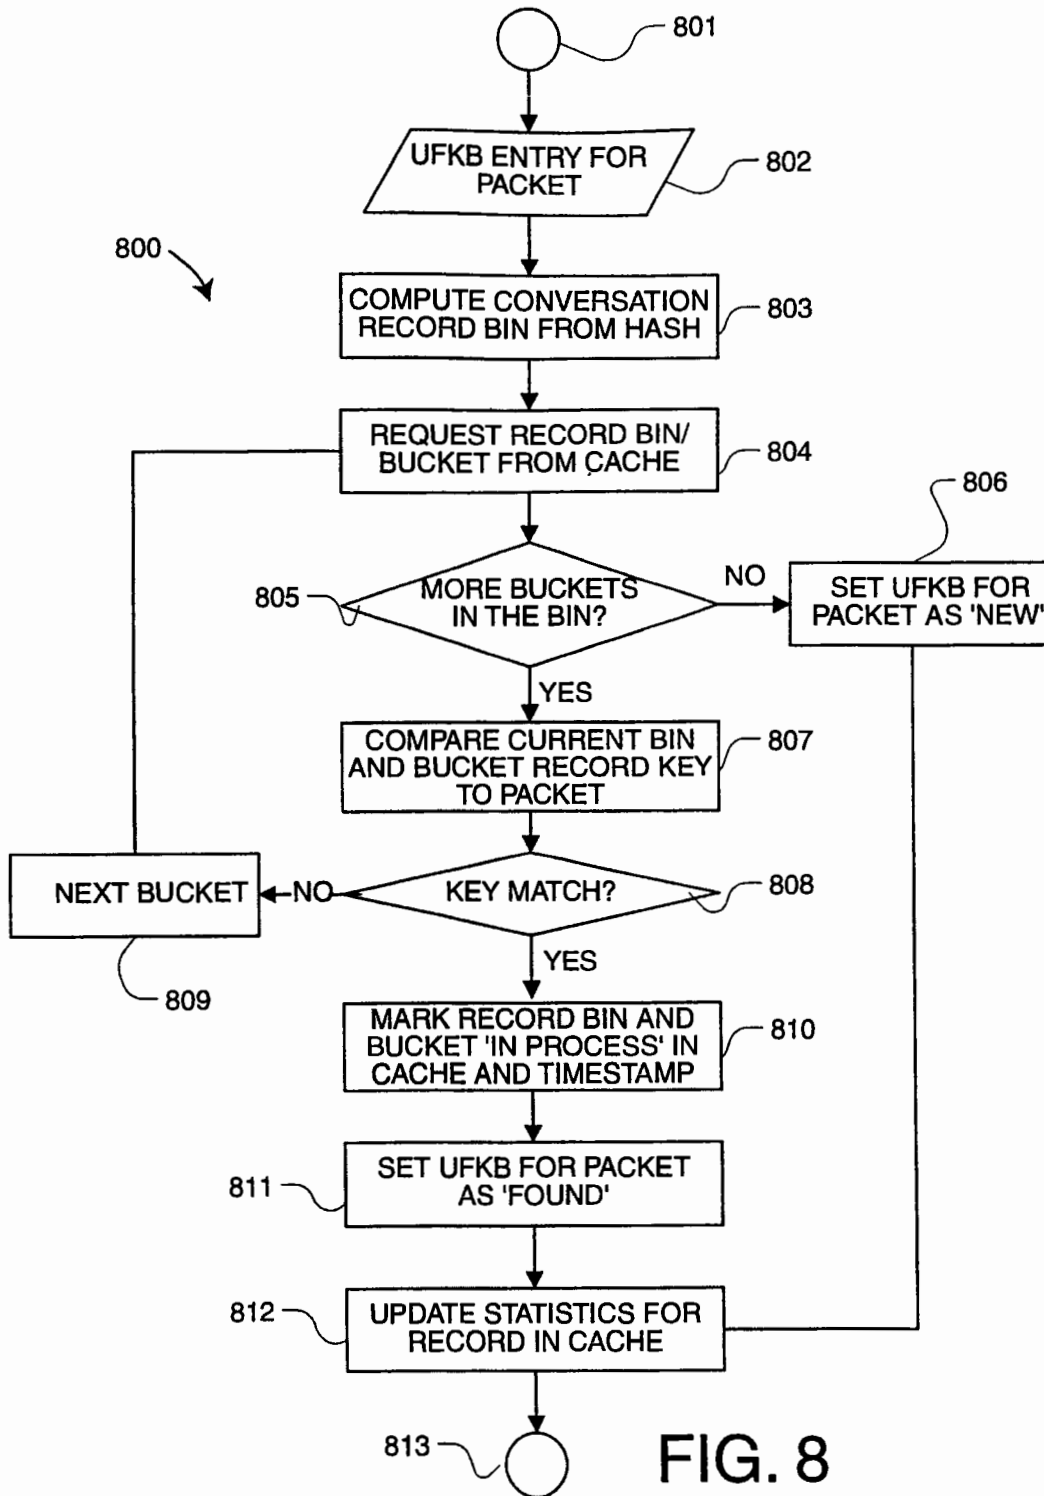 801
UFKB ENTRY FOR
PACKET
802
800
COMPUTE CONVERSATION
RECORD BIN FROM HASH
803
REQUEST RECORD BIN/
BUCKET FROM CACHE
804
806
MORE BUCKETS
IN THE BIN?
805
NO
SET UFKB FOR
PACKET AS 'NEW'
YES
COMPARE CURRENT BIN
AND BUCKET RECORD KEY
TO PACKET
807
NEXT BUCKET
NO
KEY MATCH?
808
809
YES
MARK RECORD BIN AND
BUCKET 'IN PROCESS' IN
CACHE AND TIMESTAMP
810
SET UFKB FOR PACKET
AS 'FOUND'
811
UPDATE STATISTICS FOR
RECORD IN CACHE
812
813
FIG. 8